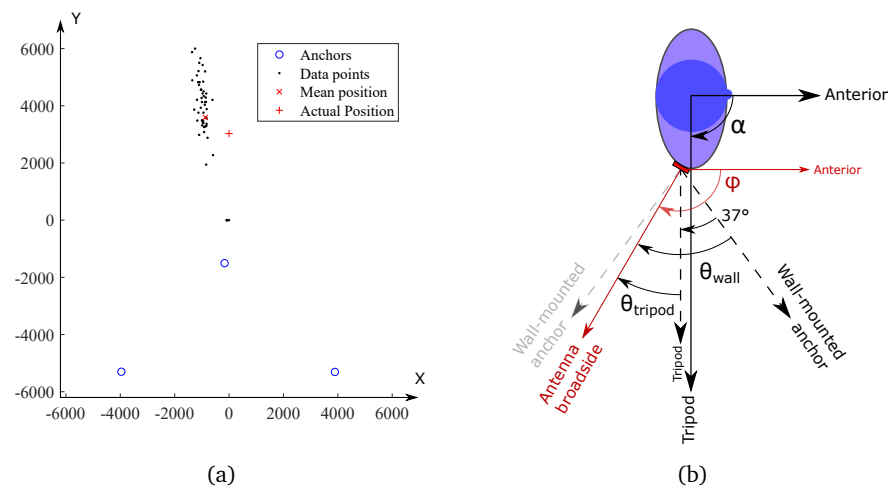 Y
6000
4000
2000
0
-2000
-4000
-6000
-6000 -4000 -2000 0 2000 4000 6000
X
Anchors
Data points
Mean position
Actual Position
(a)
Anterior
α
Anterior
φ
37°
θwall
θtripod
Wall-mounted
anchor
Antenna
broadside
Tripod
Tripod
Wall-mounted
anchor
(b)